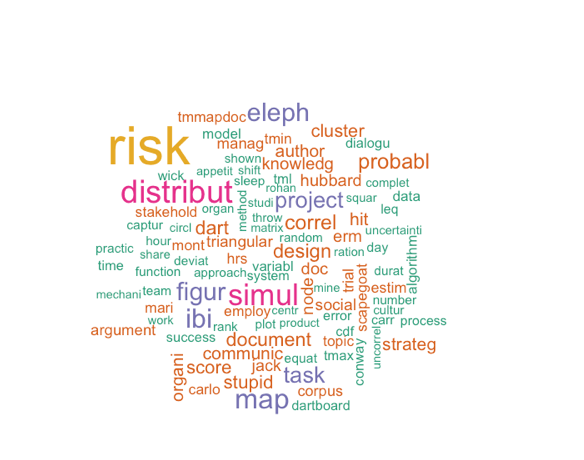 tmmapdoc eleph
model manag tmin cluster dialogu
risk shown author
knowledg probabl
wick appetit shift tml hubbard complet
sleep rohan
distribut method studi project squar data
stakehold organ throw correl hit leq
captur circl dart matrix random erm uncertainti
practic hour mont triangular design day
share deviat hrs ration
time function approach variabl doc trial scapegoat durat algorithm
system
mechani team figur simul mine node social estim number
mari ibi employ centr cultur
argument work rank plot product error carr process
success document cdf topic strateg
communic equat tmax conway uncorrel
organi score jack
stupid task
carlo map corpus
dartboard